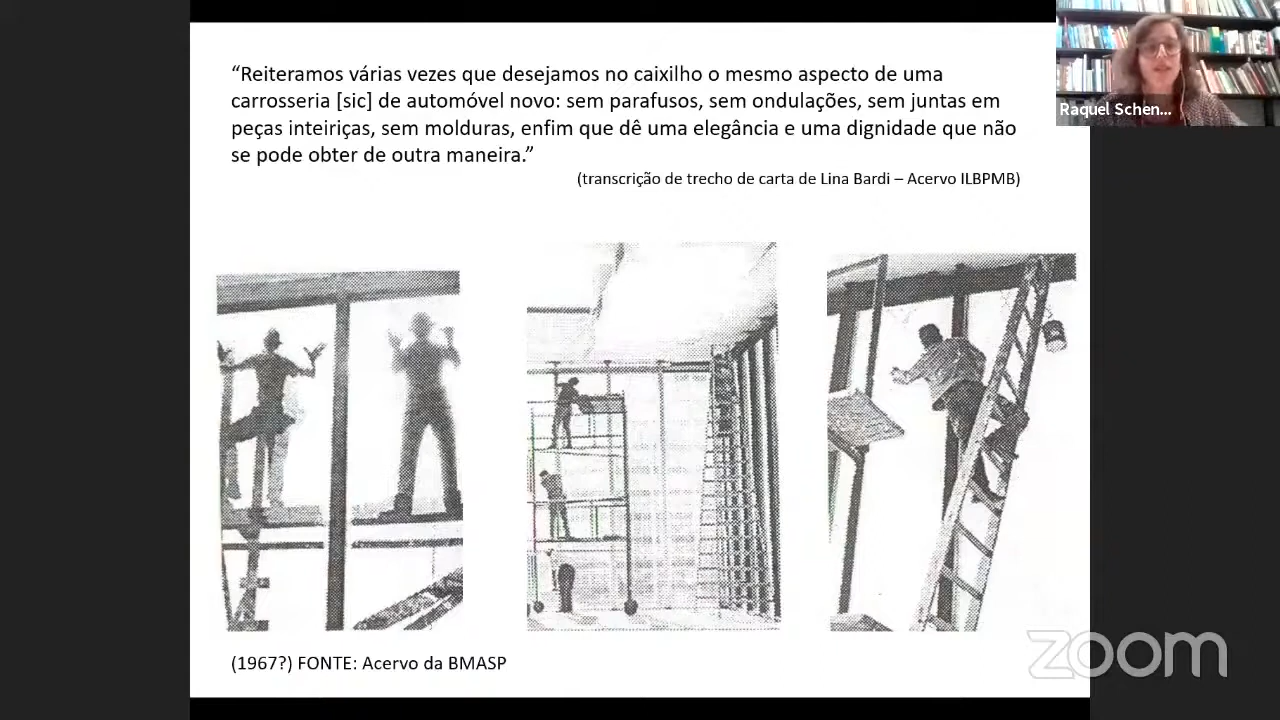 “Reiteramos várias vezes que desejamos no caixilho o mesmo aspecto de uma
carrosseria [sic] de automóvel novo: sem parafusos, sem ondulações, sem juntas em
peças inteiriças, sem molduras, enfim que dê uma elegância e uma dignidade que não
se pode obter de outra maneira.”
(transcrição de trecho de carta de Lina Bardi – Acervo ILBPMB)
Raquel Schen...
(1967?) FONTE: Acervo da BMASP
zoom